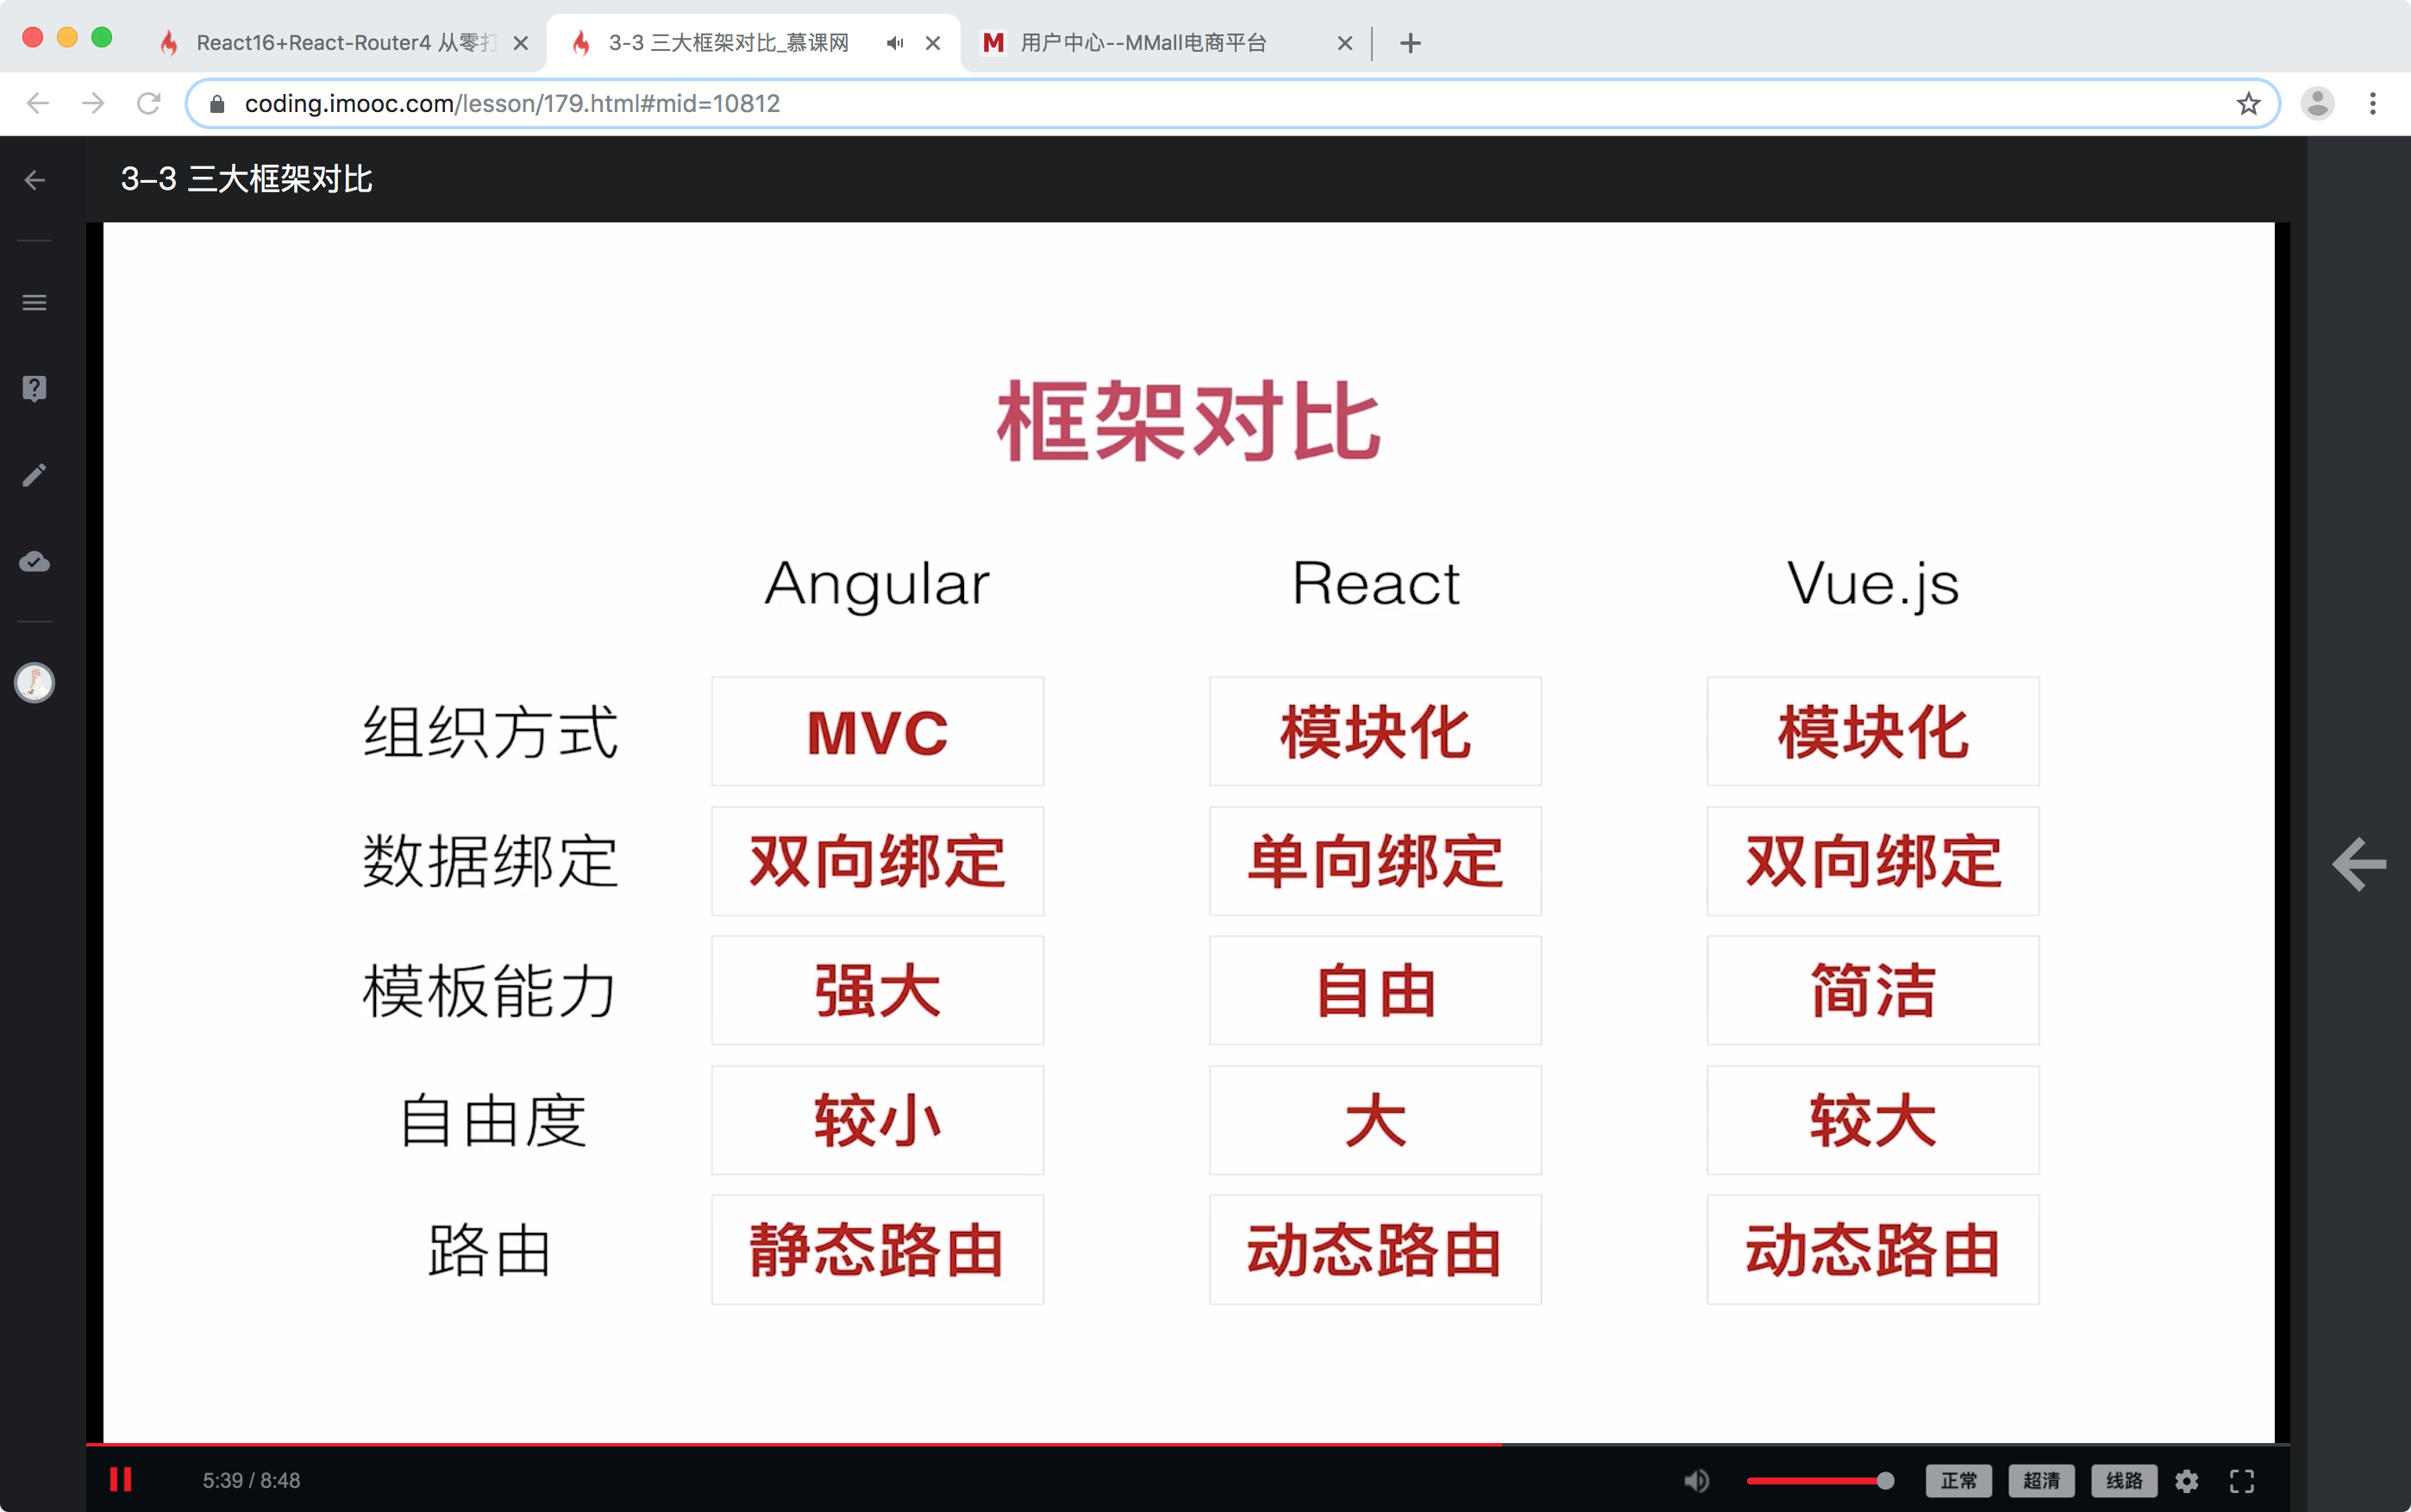 React16+React-Router4 从零打
3-3 三大框架对比_慕课网
用户中心--MMall电商平台
coding.imooc.com/lesson/179.html#mid=10812
3-3 三大框架对比
框架对比
Angular React Vue.js
组织方式 MVC 模块化 模块化
数据绑定 双向绑定 单向绑定 双向绑定
模板能力 强大 自由 简洁
自由度 较小 大 较大
路由 静态路由 动态路由 动态路由
5:39 / 8:48 正常 超清 线路